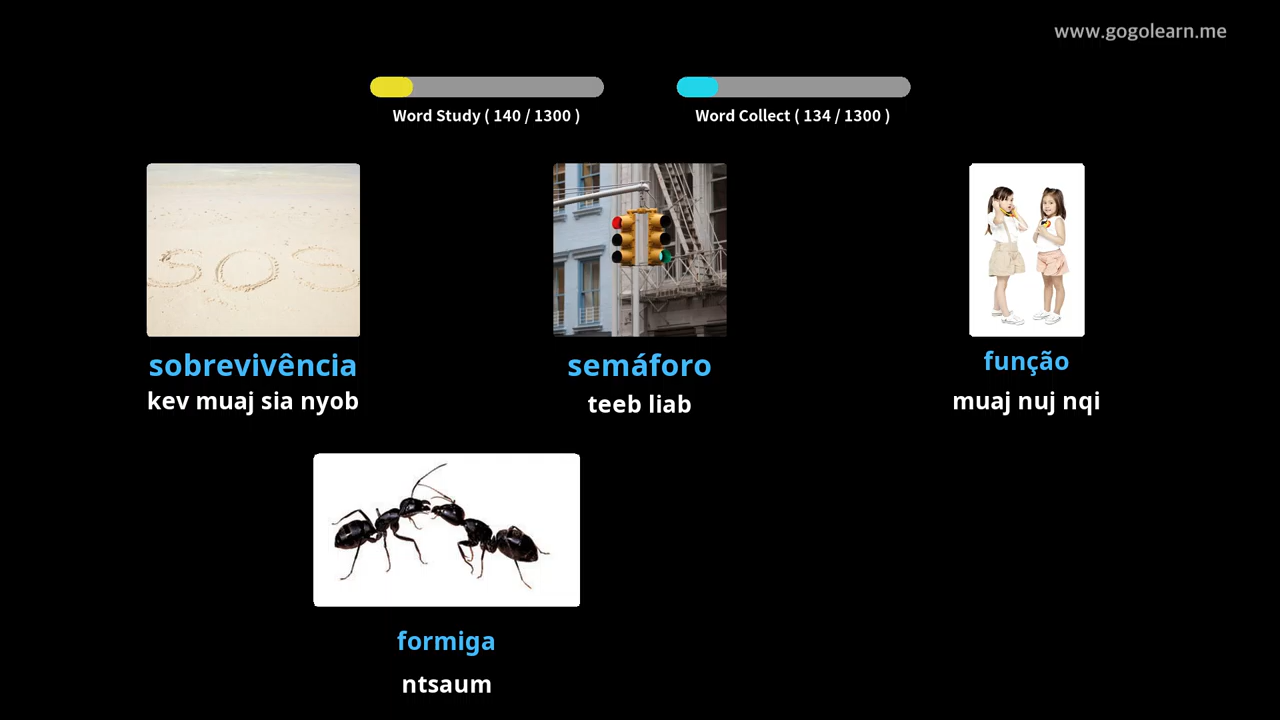 www.gogolearn.me
Word Study ( 140 / 1300 )
Word Collect ( 134 / 1300 )
SOS
sobrevivência
semáforo
função
kev muaj sia nyob
teeb liab
muaj nuj nqi
formiga
ntsaum